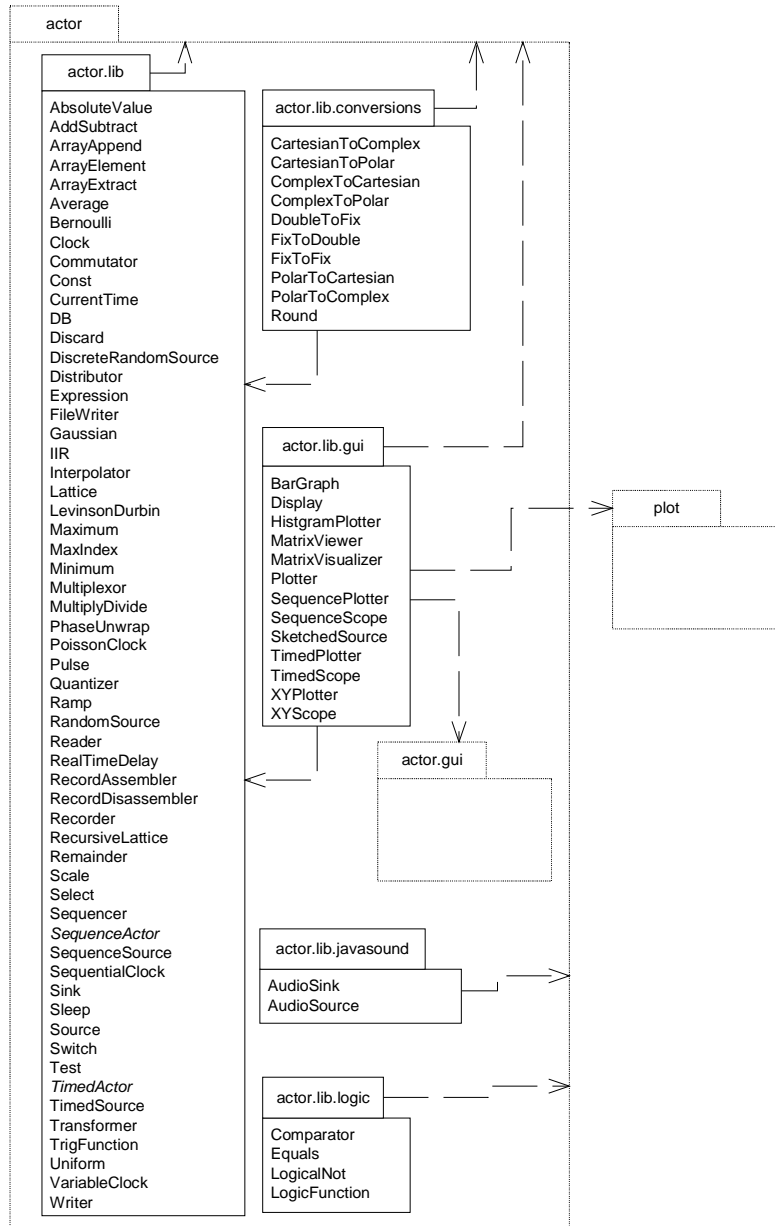 actor
actor.lib
AbsoluteValue
AddSubtract
ArrayAppend
ArrayElement
ArrayExtract
Average
Bernoulli
Clock
Commutator
Const
CurrentTime
DB
Discard
DiscreteRandomSource
Distributor
Expression
FileWriter
Gaussian
IIR
Interpolator
Lattice
LevinsonDurbin
Maximum
MaxIndex
Minimum
Multiplexor
MultiplyDivide
PhaseUnwrap
PoissonClock
Pulse
Quantizer
Ramp
RandomSource
Reader
RealTimeDelay
RecordAssembler
RecordDisassembler
Recorder
RecursiveLattice
Remainder
Scale
Select
Sequencer
SequenceActor
SequenceSource
SequentialClock
Sink
Sleep
Source
Switch
Test
TimedActor
TimedSource
Transformer
TrigFunction
Uniform
VariableClock
Writer
actor.lib.conversions
CartesianToComplex
CartesianToPolar
ComplexToCartesian
ComplexToPolar
DoubleToFix
FixToDouble
FixToFix
PolarToCartesian
PolarToComplex
Round
actor.lib.gui
BarGraph
Display
HistgramPlotter
MatrixViewer
MatrixVisualizer
Plotter
SequencePlotter
SequenceScope
SketchedSource
TimedPlotter
TimedScope
XYPlotter
XYScope
plot
actor.gui
actor.lib.javasound
AudioSink
AudioSource
actor.lib.logic
Comparator
Equals
LogicalNot
LogicFunction